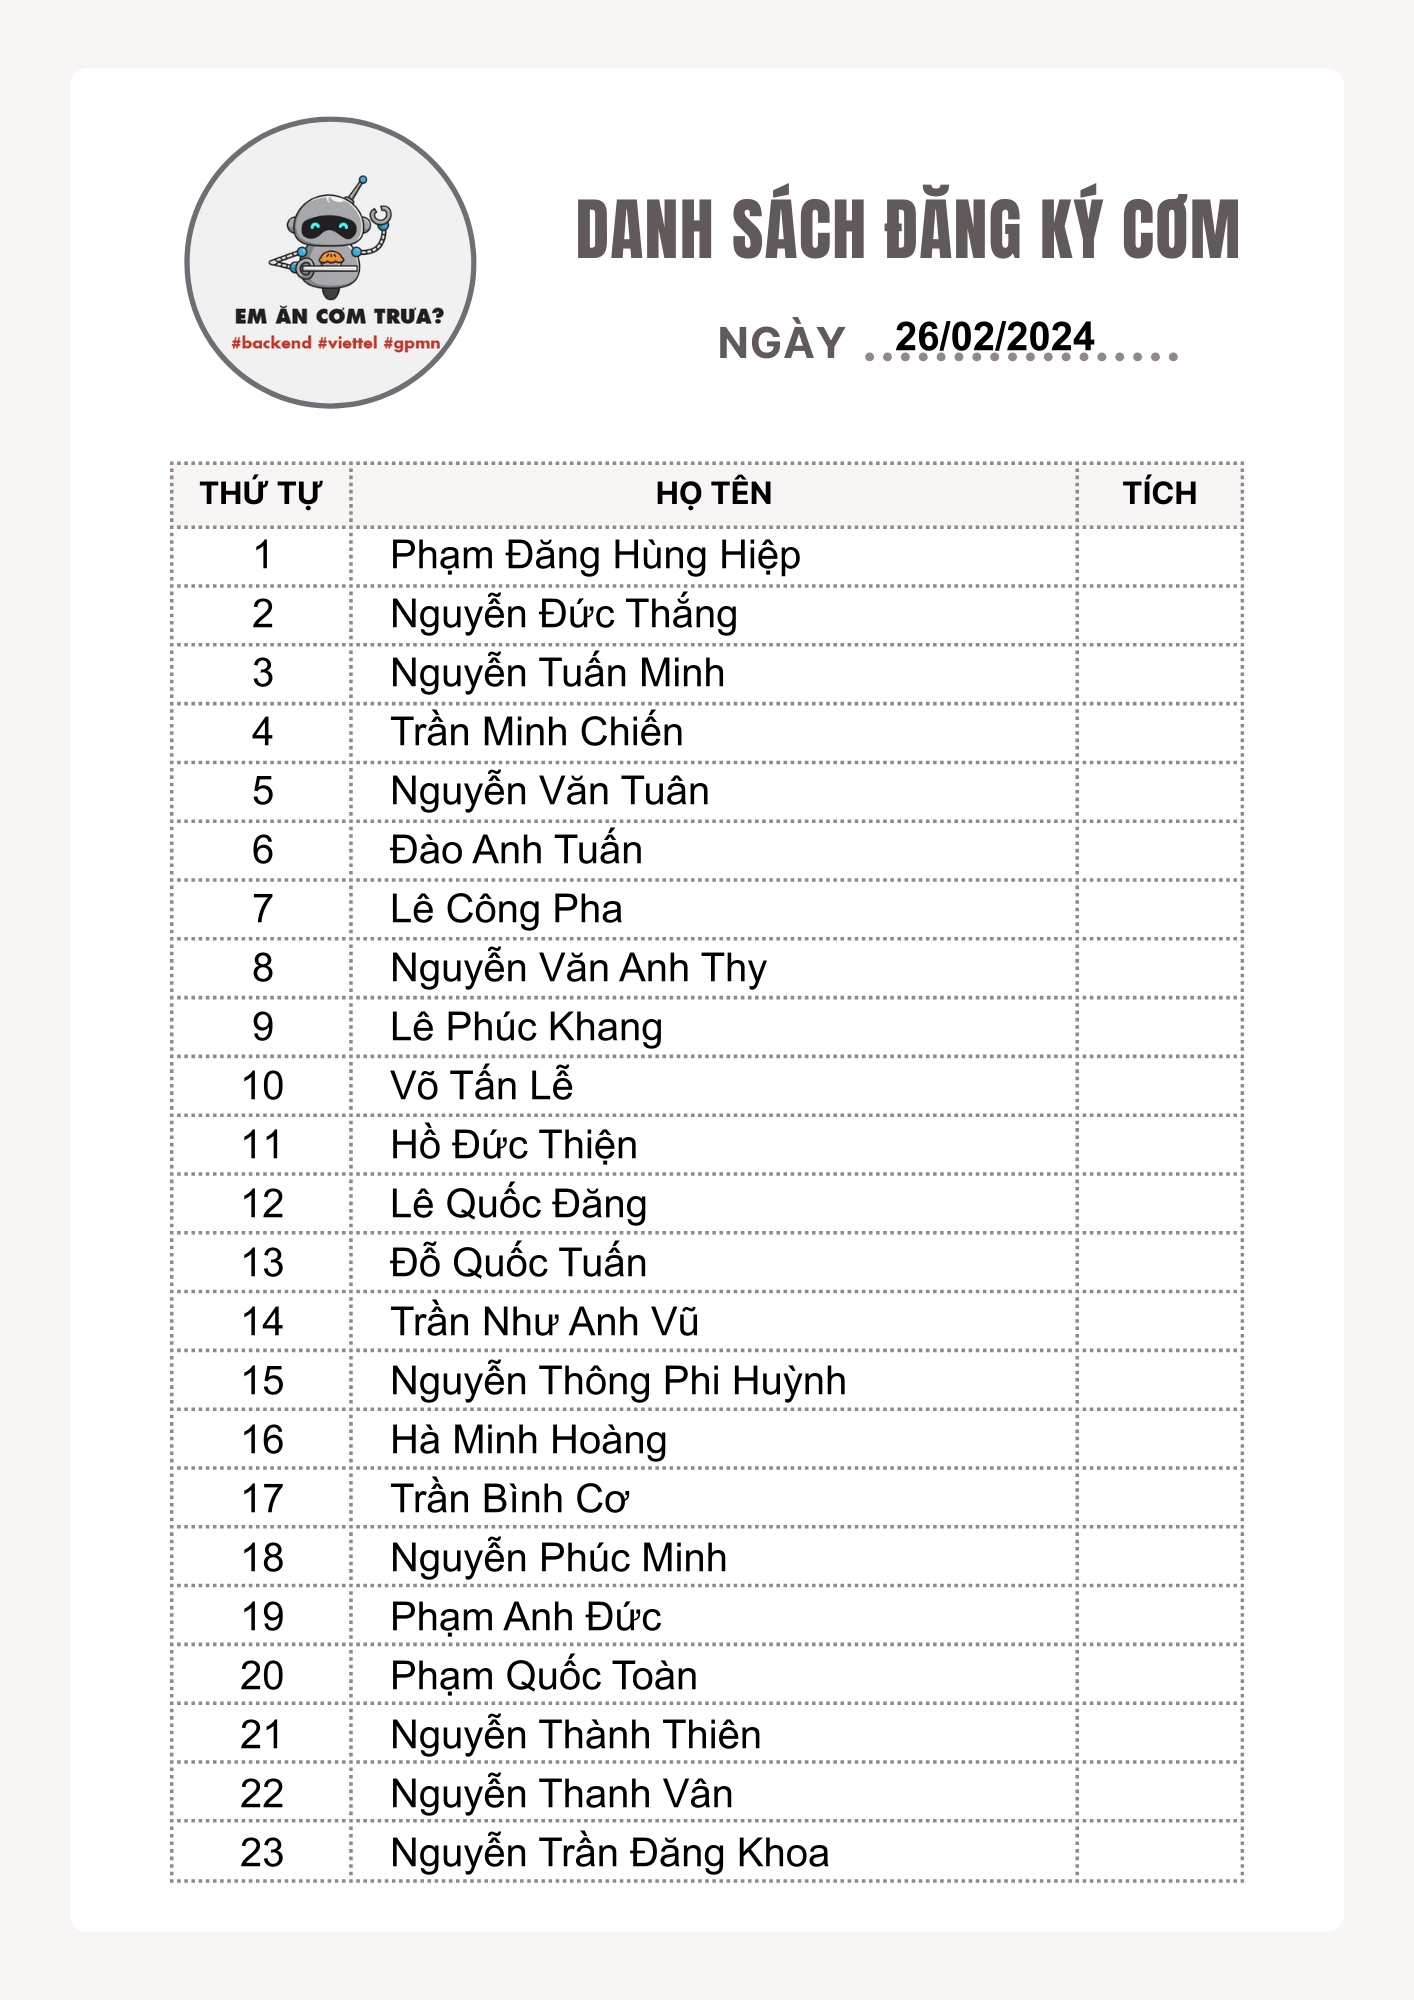 EM ĂN CƠM TRƯA?
#backend #viettel #gpmn
DANH SÁCH ĐĂNG KÝ CƠM
NGÀY 26/02/2024
THỨ TỰ HỌ TÊN TÍCH
1 Phạm Đăng Hùng Hiệp
2 Nguyễn Đức Thắng
3 Nguyễn Tuấn Minh
4 Trần Minh Chiến
5 Nguyễn Văn Tuân
6 Đào Anh Tuấn
7 Lê Công Pha
8 Nguyễn Văn Anh Thy
9 Lê Phúc Khang
10 Võ Tấn Lễ
11 Hồ Đức Thiện
12 Lê Quốc Đăng
13 Đỗ Quốc Tuấn
14 Trần Như Anh Vũ
15 Nguyễn Thông Phi Huỳnh
16 Hà Minh Hoàng
17 Trần Bình Cơ
18 Nguyễn Phúc Minh
19 Phạm Anh Đức
20 Phạm Quốc Toàn
21 Nguyễn Thành Thiên
22 Nguyễn Thanh Vân
23 Nguyễn Trần Đăng Khoa